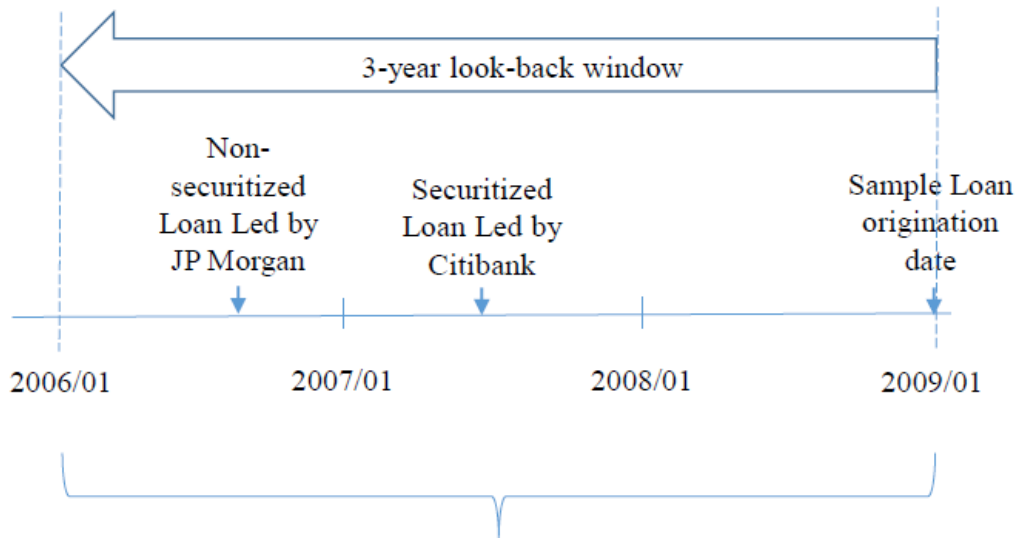 3-year look-back window
Non-
securitized
Loan Led by
JP Morgan
Securitized
Loan Led by
Citibank
Sample Loan
origination
date
2006/01
2007/01
2008/01
2009/01